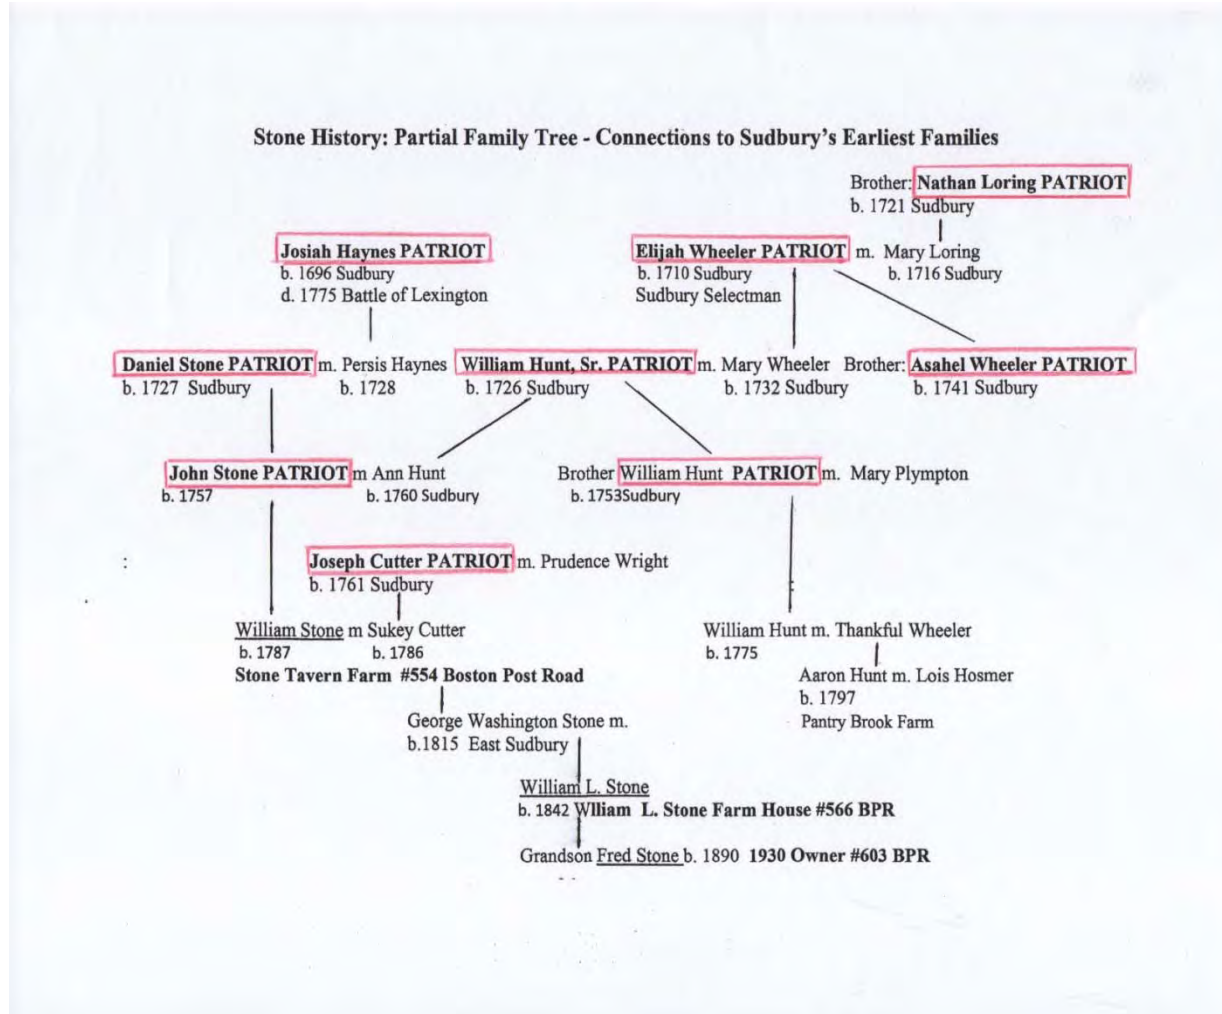 Stone History: Partial Family Tree - Connections to Sudbury's Earliest Families
Brother: Nathan Loring PATRIOT
b. 1721 Sudbury
Josiah Haynes PATRIOT
b. 1696 Sudbury
d. 1775 Battle of Lexington
Elijah Wheeler PATRIOT m. Mary Loring
b. 1710 Sudbury b. 1716 Sudbury
Sudbury Selectman
Daniel Stone PATRIOT m. Persis Haynes William Hunt, Sr. PATRIOT m. Mary Wheeler Brother: Asahel Wheeler PATRIOT
b. 1727 Sudbury b. 1728 b. 1726 Sudbury b. 1732 Sudbury b. 1741 Sudbury
John Stone PATRIOT m Ann Hunt Brother William Hunt PATRIOT m. Mary Plympton
b. 1757 b. 1760 Sudbury b. 1753Sudbury
: Joseph Cutter PATRIOT m. Prudence Wright
b. 1761 Sudbury
William Stone m Sukey Cutter William Hunt m. Thankful Wheeler
b. 1787 b. 1786 b. 1775
Stone Tavern Farm #554 Boston Post Road Aaron Hunt m. Lois Hosmer
b. 1797
George Washington Stone m. Pantry Brook Farm
b.1815 East Sudbury
William L. Stone
b. 1842 Wlliam L. Stone Farm House #566 BPR
Grandson Fred Stone b. 1890 1930 Owner #603 BPR